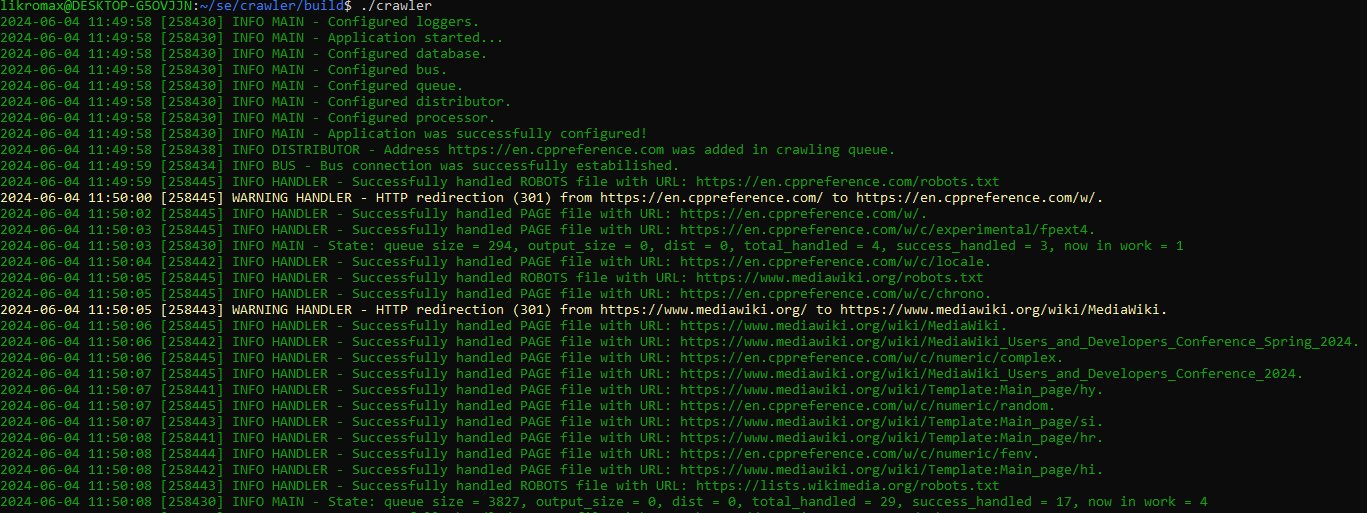 likromax@DESKTOP-G5OVJJN:~/se/crawler/build$ ./crawler
2024-06-04 11:49:58 [258430] INFO MAIN - Configured loggers.
2024-06-04 11:49:58 [258430] INFO MAIN - Application started...
2024-06-04 11:49:58 [258430] INFO MAIN - Configured database.
2024-06-04 11:49:58 [258430] INFO MAIN - Configured bus.
2024-06-04 11:49:58 [258430] INFO MAIN - Configured queue.
2024-06-04 11:49:58 [258430] INFO MAIN - Configured distributor.
2024-06-04 11:49:58 [258430] INFO MAIN - Configured processor.
2024-06-04 11:49:58 [258430] INFO MAIN - Application was successfully configured!
2024-06-04 11:49:58 [258438] INFO DISTRIBUTOR - Address https://en.cppreference.com was added in crawling queue.
2024-06-04 11:49:59 [258434] INFO BUS - Bus connection was successfully estabilished.
2024-06-04 11:49:59 [258445] INFO HANDLER - Successfully handled ROBOTS file with URL: https://en.cppreference.com/robots.txt
2024-06-04 11:50:00 [258445] WARNING HANDLER - HTTP redirection (301) from https://en.cppreference.com/ to https://en.cppreference.com/w/.
2024-06-04 11:50:02 [258445] INFO HANDLER - Successfully handled PAGE file with URL: https://en.cppreference.com/w/.
2024-06-04 11:50:03 [258445] INFO HANDLER - Successfully handled PAGE file with URL: https://en.cppreference.com/w/c/experimental/fpext4.
2024-06-04 11:50:03 [258430] INFO MAIN - State: queue size = 294, output_size = 0, dist = 0, total_handled = 4, success_handled = 3, now in work = 1
2024-06-04 11:50:04 [258442] INFO HANDLER - Successfully handled PAGE file with URL: https://en.cppreference.com/w/c/locale.
2024-06-04 11:50:05 [258445] INFO HANDLER - Successfully handled ROBOTS file with URL: https://www.mediawiki.org/robots.txt
2024-06-04 11:50:05 [258445] INFO HANDLER - Successfully handled PAGE file with URL: https://en.cppreference.com/w/c/chrono.
2024-06-04 11:50:05 [258443] WARNING HANDLER - HTTP redirection (301) from https://www.mediawiki.org/ to https://www.mediawiki.org/wiki/MediaWiki.
2024-06-04 11:50:06 [258445] INFO HANDLER - Successfully handled PAGE file with URL: https://www.mediawiki.org/wiki/MediaWiki.
2024-06-04 11:50:06 [258442] INFO HANDLER - Successfully handled PAGE file with URL: https://www.mediawiki.org/wiki/MediaWiki_Users_and_Developers_Conference_Spring_2024.
2024-06-04 11:50:06 [258445] INFO HANDLER - Successfully handled PAGE file with URL: https://en.cppreference.com/w/c/numeric/complex.
2024-06-04 11:50:07 [258445] INFO HANDLER - Successfully handled PAGE file with URL: https://www.mediawiki.org/wiki/MediaWiki_Users_and_Developers_Conference_2024.
2024-06-04 11:50:07 [258441] INFO HANDLER - Successfully handled PAGE file with URL: https://www.mediawiki.org/wiki/Template:Main_page/hy.
2024-06-04 11:50:07 [258445] INFO HANDLER - Successfully handled PAGE file with URL: https://en.cppreference.com/w/c/numeric/random.
2024-06-04 11:50:07 [258443] INFO HANDLER - Successfully handled PAGE file with URL: https://www.mediawiki.org/wiki/Template:Main_page/si.
2024-06-04 11:50:08 [258441] INFO HANDLER - Successfully handled PAGE file with URL: https://www.mediawiki.org/wiki/Template:Main_page/hr.
2024-06-04 11:50:08 [258444] INFO HANDLER - Successfully handled PAGE file with URL: https://en.cppreference.com/w/c/numeric/fenv.
2024-06-04 11:50:08 [258442] INFO HANDLER - Successfully handled PAGE file with URL: https://www.mediawiki.org/wiki/Template:Main_page/hi.
2024-06-04 11:50:08 [258443] INFO HANDLER - Successfully handled ROBOTS file with URL: https://lists.wikimedia.org/robots.txt
2024-06-04 11:50:08 [258430] INFO MAIN - State: queue size = 3827, output_size = 0, dist = 0, total_handled = 29, success_handled = 17, now in work = 4